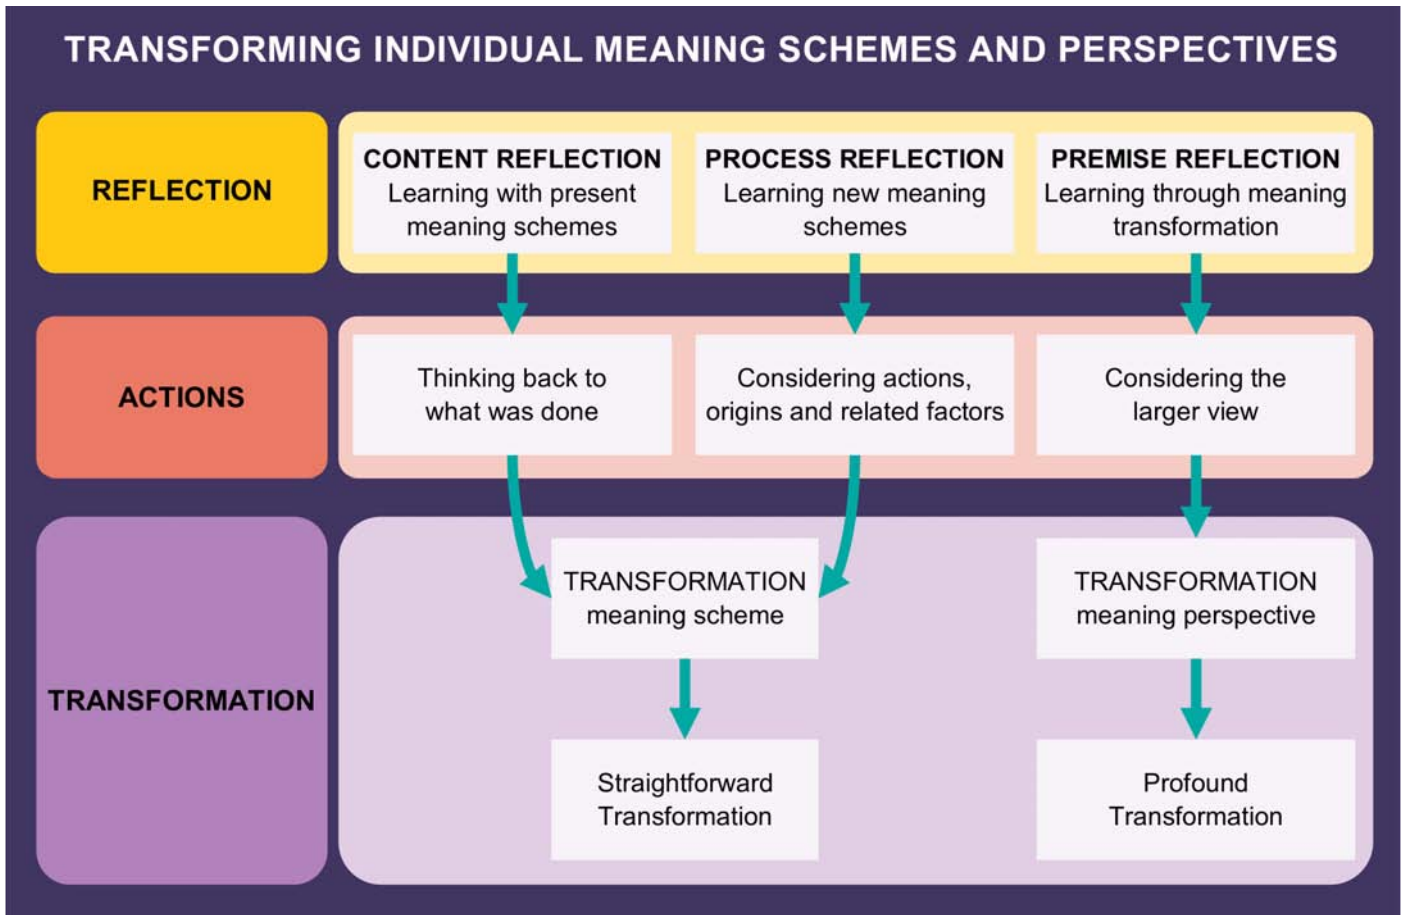 TRANSFORMING INDIVIDUAL MEANING SCHEMES AND PERSPECTIVES
REFLECTION
CONTENT REFLECTION
Learning with present
meaning schemes
PROCESS REFLECTION
Learning new meaning
schemes
PREMISE REFLECTION
Learning through meaning
transformation
ACTIONS
Thinking back to
what was done
Considering actions,
origins and related factors
Considering the
larger view
TRANSFORMATION
TRANSFORMATION
meaning scheme
TRANSFORMATION
meaning perspective
Straightforward
Transformation
Profound
Transformation